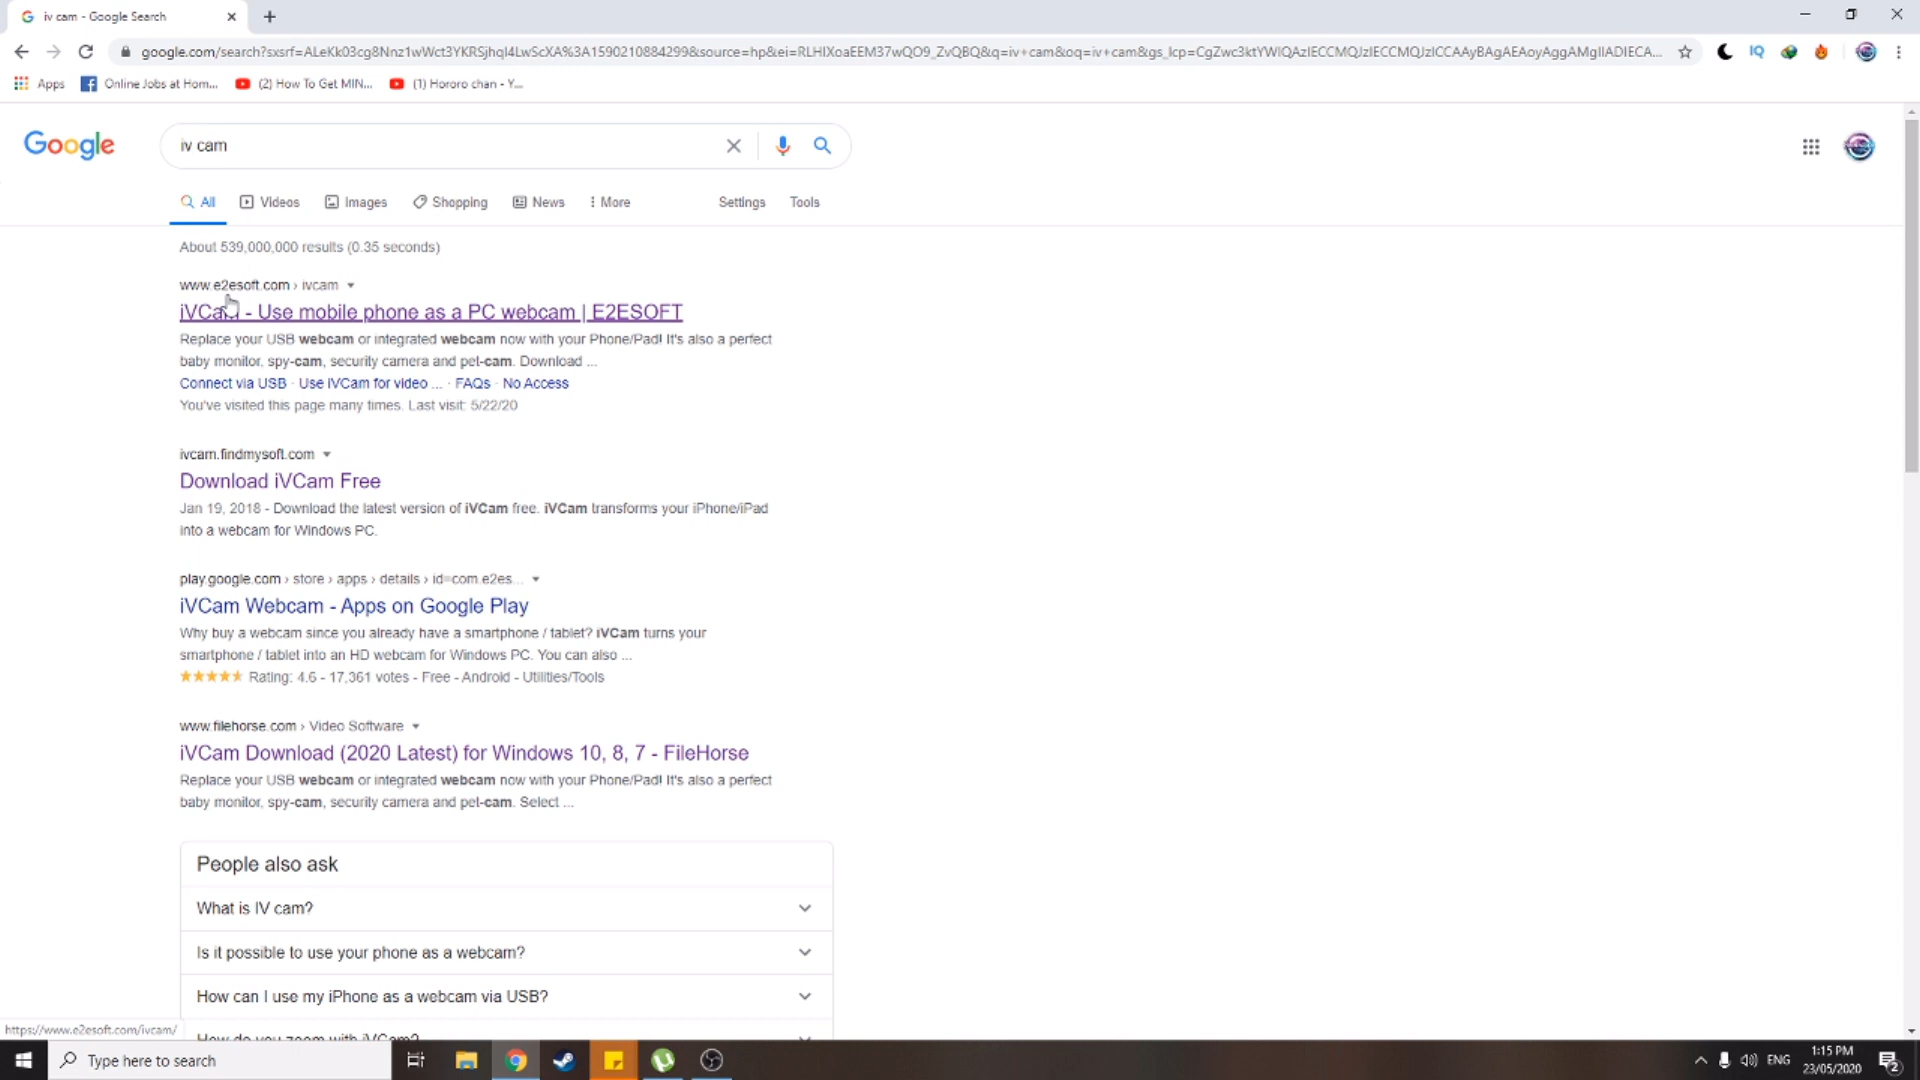 iv cam - Google Search
google.com/search?sxsrf=ALeKk03cg8Nnz1wWct3YKRSjhqI4LwScXA%3A1590210884299&source=hp&ei=RLHIXoaEEM37wQO9_ZvQBQ&q=iv+cam&oq=iv+cam&gs_lcp=CgZwc3ktYWIQAzIECCMQJzIECCMQJzICCAAyBAgAEAoyAggAMgIIADIECA...
Apps
Online Jobs at Hom...
(2) How To Get MIN...
(1) Hororo chan - Y...
Google
iv cam
All
Videos
Images
Shopping
News
More
Settings
Tools
About 539,000,000 results (0.35 seconds)
www.e2esoft.com › ivcam
iVCam - Use mobile phone as a PC webcam | E2ESOFT
Replace your USB webcam or integrated webcam now with your Phone/Pad! It's also a perfect
baby monitor, spy-cam, security camera and pet-cam. Download ...
Connect via USB · Use iVCam for video ... · FAQs · No Access
You've visited this page many times. Last visit: 5/22/20
ivcam.findmysoft.com
Download iVCam Free
Jan 19, 2018 - Download the latest version of iVCam free. iVCam transforms your iPhone/iPad
into a webcam for Windows PC.
play.google.com › store › apps › details › id=com.e2es...
iVCam Webcam - Apps on Google Play
Why buy a webcam since you already have a smartphone / tablet? iVCam turns your
smartphone / tablet into an HD webcam for Windows PC. You can also ...
Rating: 4.6 - 17,361 votes - Free - Android - Utilities/Tools
www.filehorse.com › Video Software
iVCam Download (2020 Latest) for Windows 10, 8, 7 - FileHorse
Replace your USB webcam or integrated webcam now with your Phone/Pad! It's also a perfect
baby monitor, spy-cam, security camera and pet-cam. Select ...
People also ask
What is IV cam?
Is it possible to use your phone as a webcam?
How can I use my iPhone as a webcam via USB?
How do you zoom with iVCam?
https://www.e2esoft.com/ivcam/
Type here to search
ENG
1:15 PM
23/05/2020
2